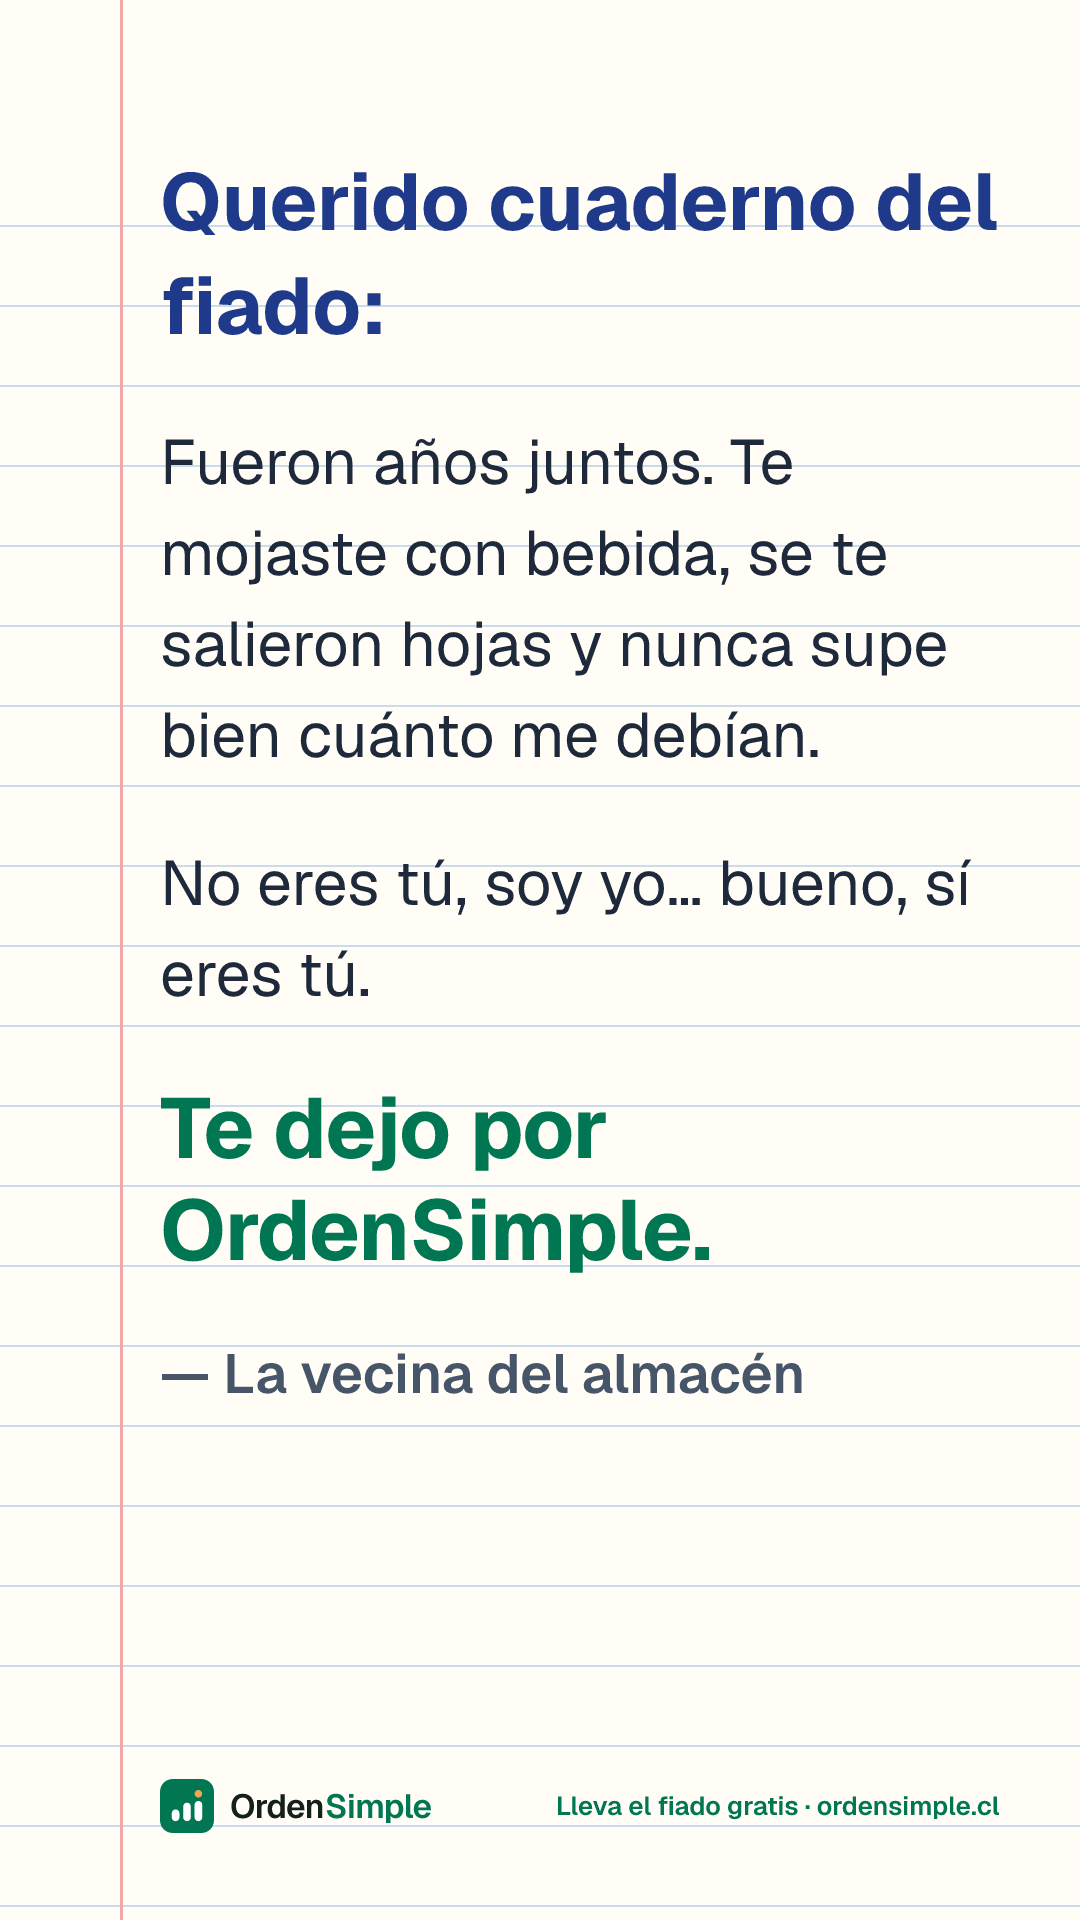 Querido cuaderno del
fiado:
Fueron años juntos. Te
mojaste con bebida, se te
salieron hojas y nunca supe
bien cuánto me debían.
No eres tú, soy yo... bueno, sí
eres tú.
Te dejo por
OrdenSimple.
— La vecina del almacén
OrdenSimple
Lleva el fiado gratis · ordensimple.cl